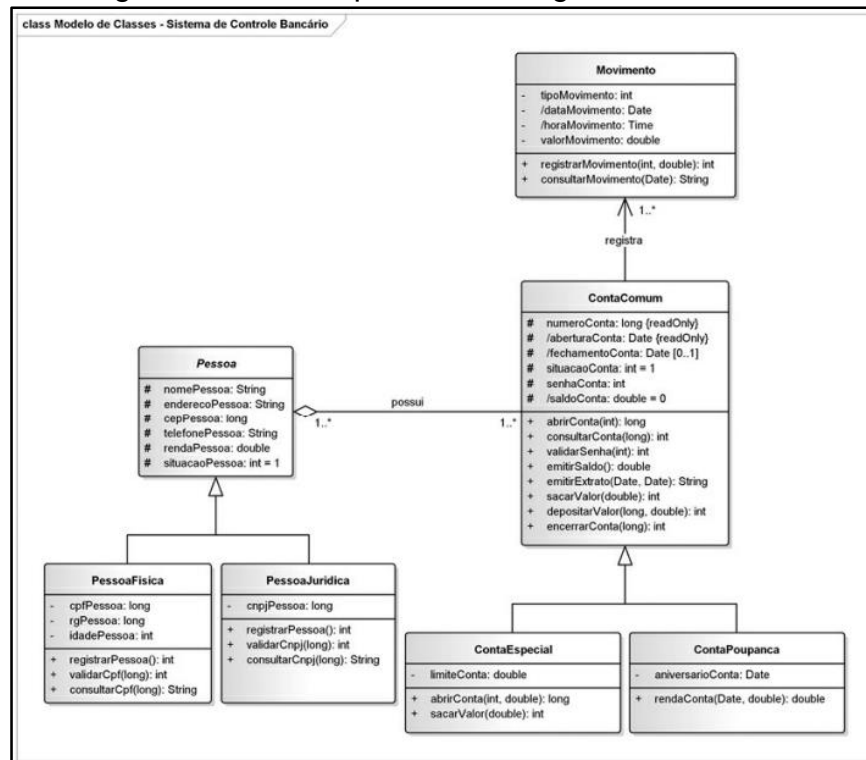 class Modelo de Classes - Sistema de Controle Bancário
Movimento
- tipoMovimento: int
- /dataMovimento: Date
- /horaMovimento: Time
- valorMovimento: double
+ registrarMovimento(int, double): int
+ consultarMovimento(Date): String
1..*
registra
ContaComum
# numeroConta: long {readOnly}
# /aberturaConta: Date {readOnly}
# /fechamentoConta: Date [0..1]
# situacaoConta: int = 1
# senhaConta: int
# /saldoConta: double = 0
+ abrirConta(int): long
+ consultarConta(long): int
+ validarSenha(int): int
+ emitirSaldo(): double
+ emitirExtrato(Date, Date): String
+ sacarValor(double): int
+ depositarValor(long, double): int
+ encerrarConta(long): int
Pessoa
# nomePessoa: String
# enderecoPessoa: String
# cepPessoa: long
# telefonePessoa: String
# rendaPessoa: double
# situacaoPessoa: int = 1
possui
1..*
1..*
PessoaFisica
- cpfPessoa: long
- rgPessoa: long
- idadePessoa: int
+ registrarPessoa(): int
+ validarCpf(long): int
+ consultarCpf(long): String
PessoaJuridica
- cnpjPessoa: long
+ registrarPessoa(): int
+ validarCnpj(long): int
+ consultarCnpj(long): String
ContaEspecial
- limiteConta: double
+ abrirConta(int, double): long
+ sacarValor(double): int
ContaPoupanca
- aniversarioConta: Date
+ rendaConta(Date, double): double